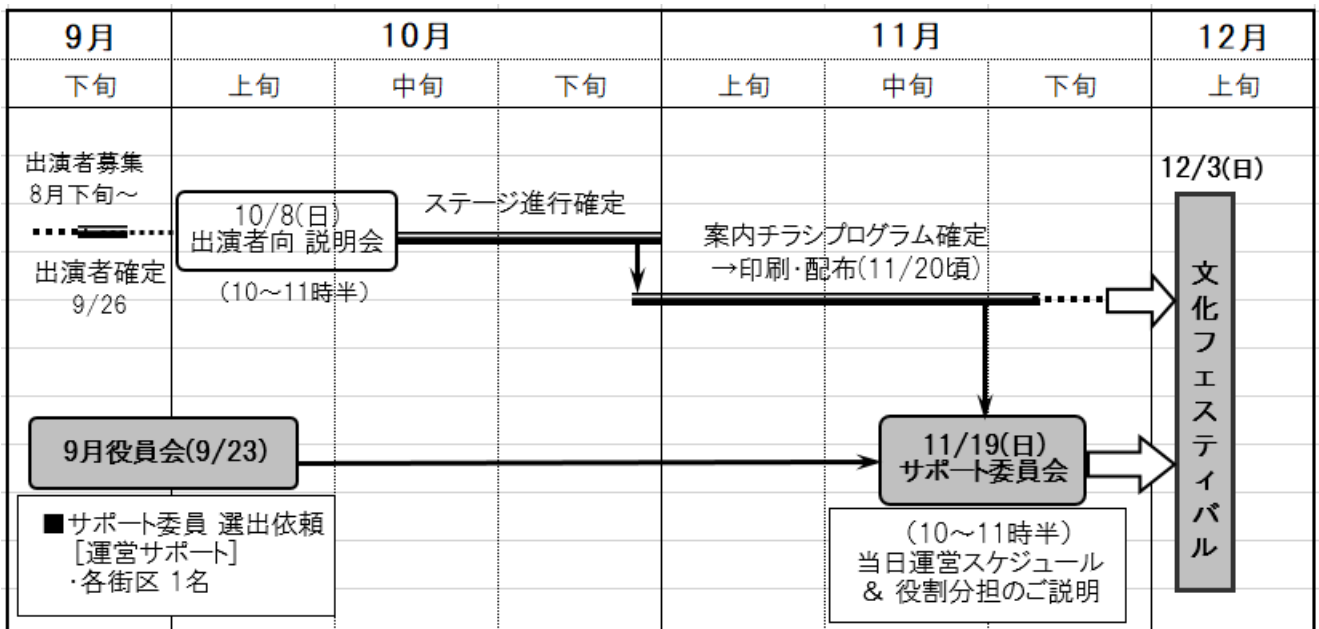 9月 10月 11月 12月
下旬 上旬 中旬 下旬 上旬 中旬 下旬 上旬
出演者募集
8月下旬～
出演者確定
9/26
10/8(日)
出演者向 説明会
(10～11時半)
ステージ進行確定
案内チラシプログラム確定
→印刷・配布(11/20頃)
12/3(日)
文化フェスティバル
9月役員会(9/23)
■サポート委員 選出依頼
[運営サポート]
・各街区 1名
11/19(日)
サポート委員会
(10～11時半)
当日運営スケジュール
& 役割分担のご説明